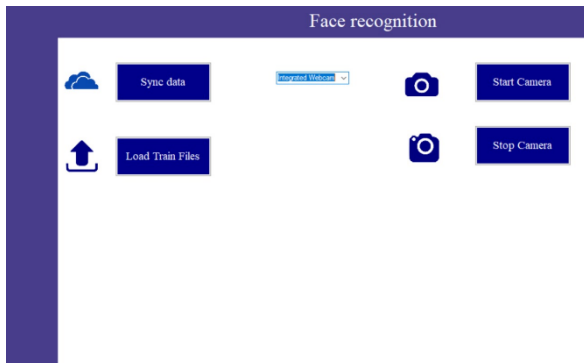 Face recognition
Sync data
Integrated Webcam
Start Camera
Load Train Files
Stop Camera